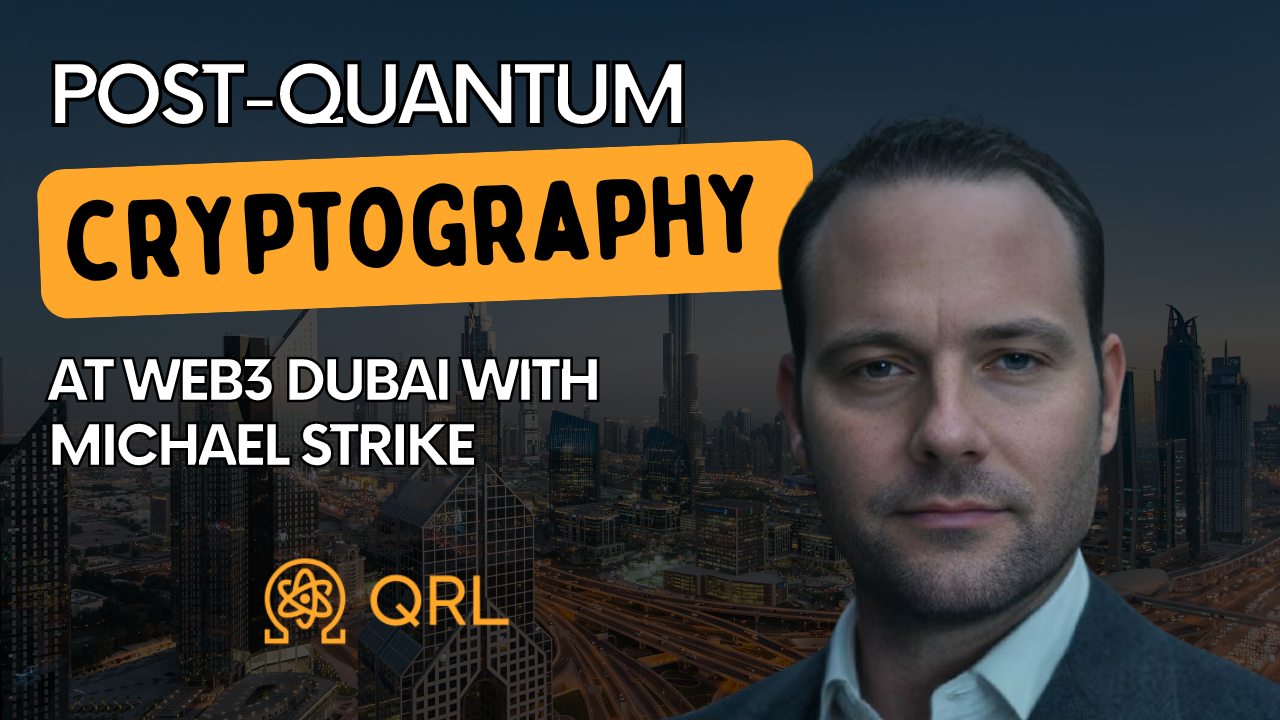 POST-QUANTUM
CRYPTOGRAPHY
AT WEB3 DUBAI WITH
MICHAEL STRIKE
QRL